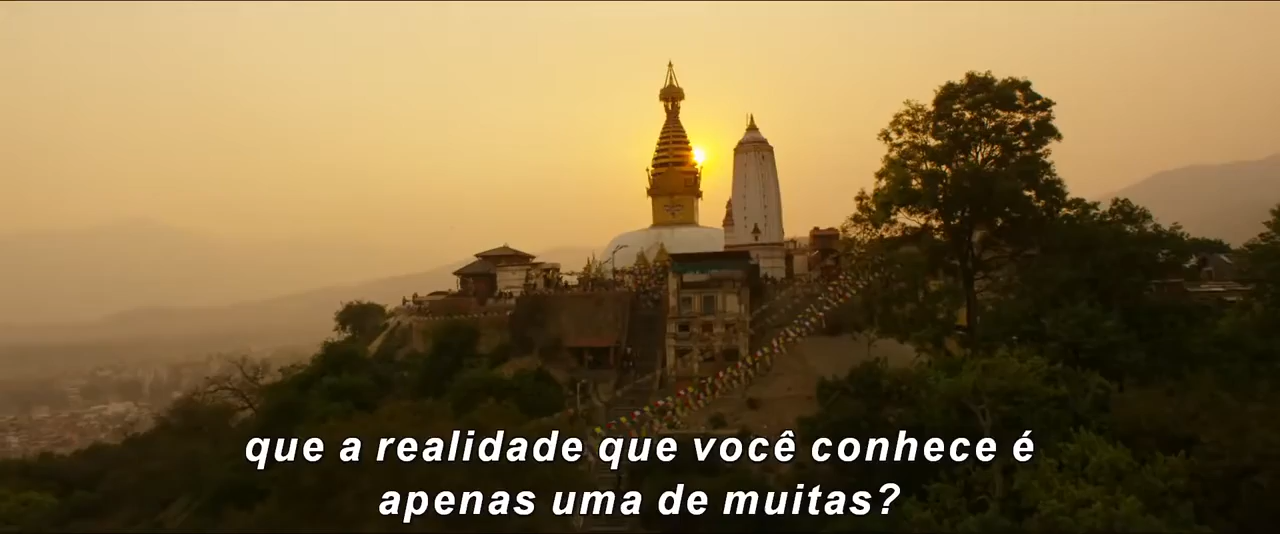 que a realidade que você conhece é
apenas uma de muitas?